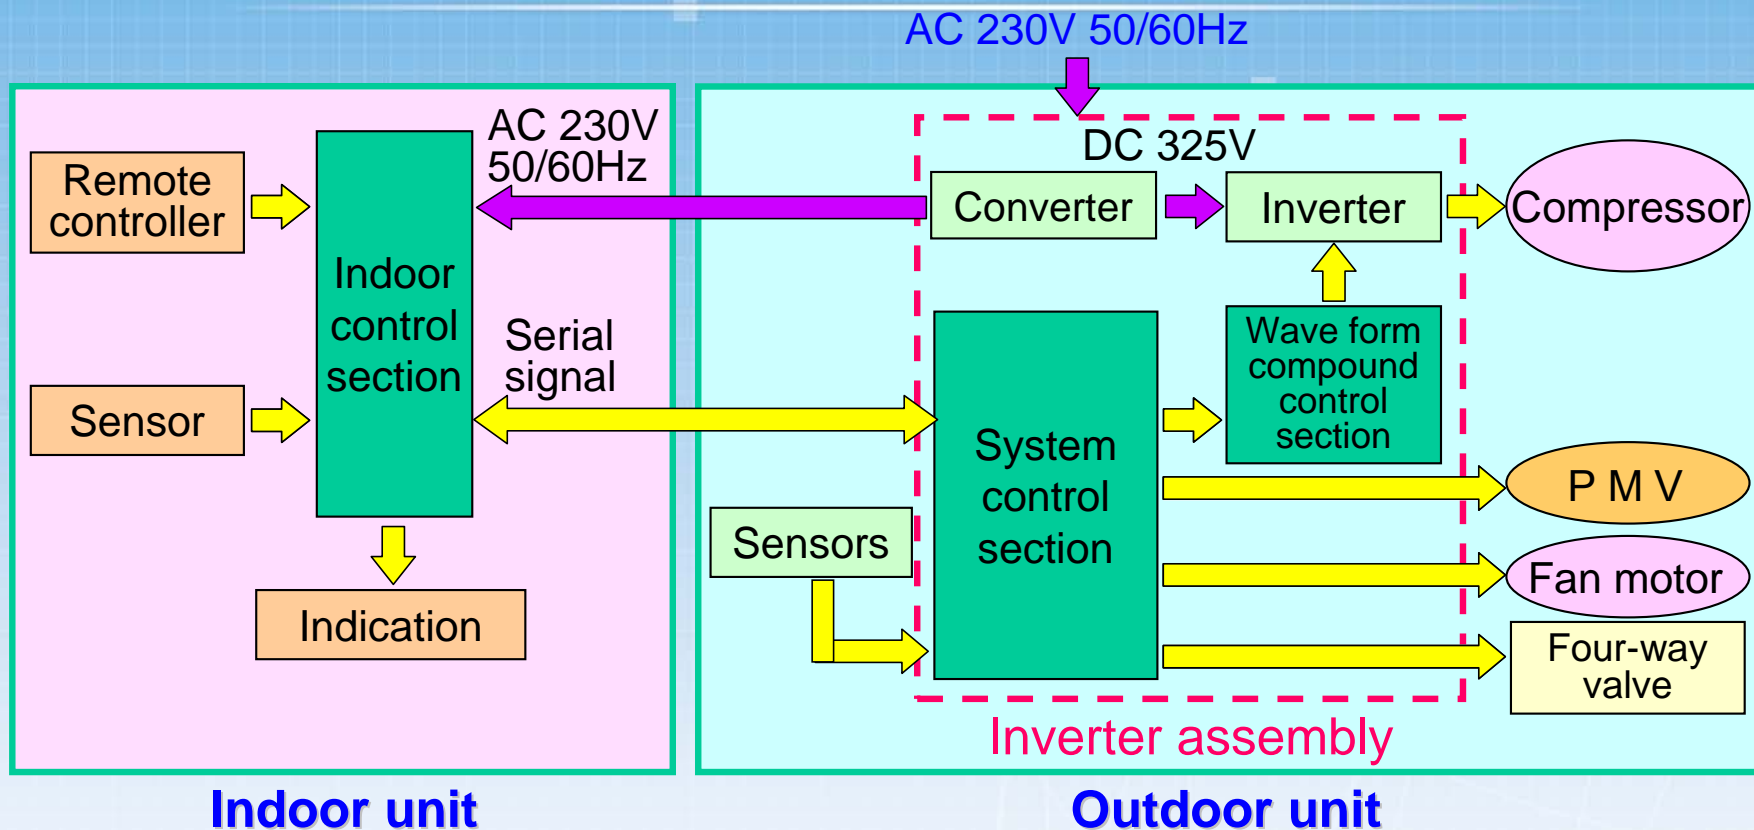 AC 230V 50/60Hz
Remote
controller
Sensor
Indoor
control
section
Indication
AC 230V
50/60Hz
Serial
signal
Indoor unit
DC 325V
Converter
Inverter
Compressor
Wave form
compound
control
section
System
control
section
Sensors
P M V
Fan motor
Four-way
valve
Inverter assembly
Outdoor unit